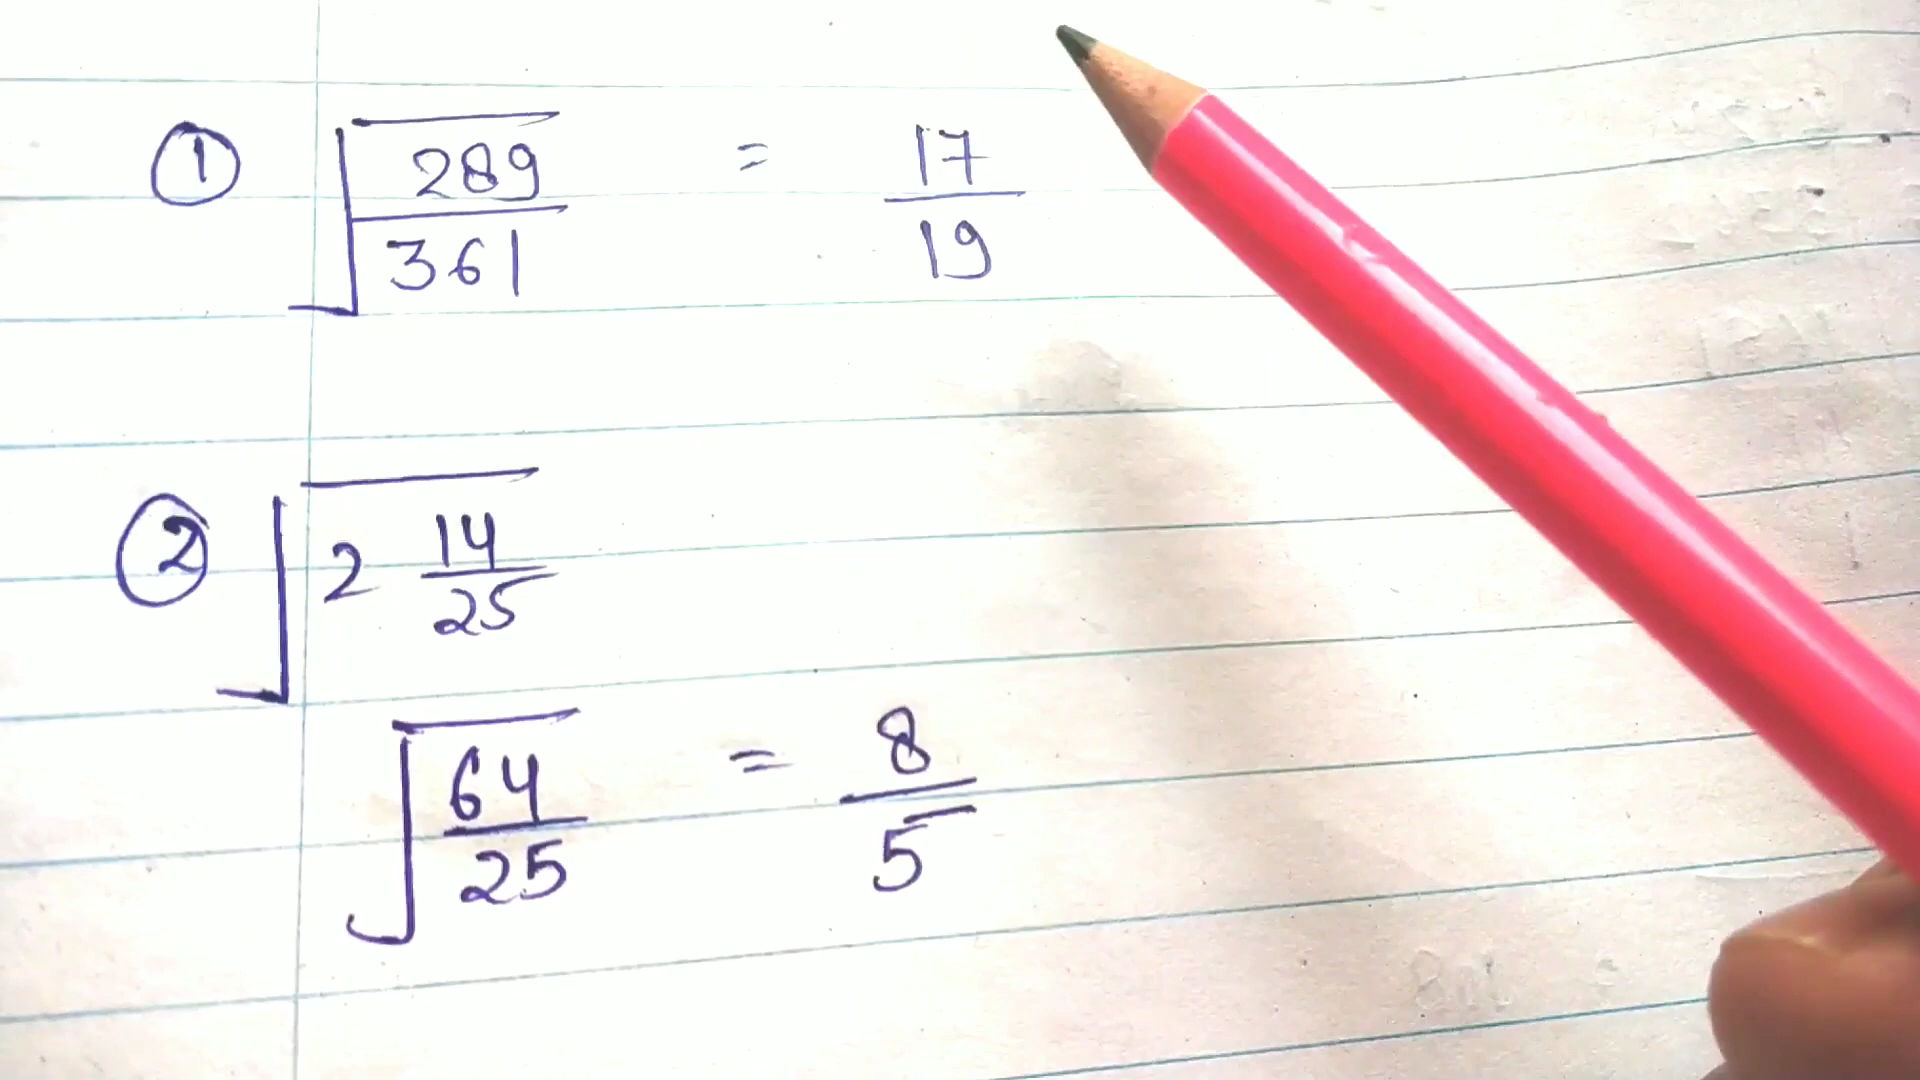 ① √(289/361) = 17/19
② √(2 14/25)
√(64/25) = 8/5